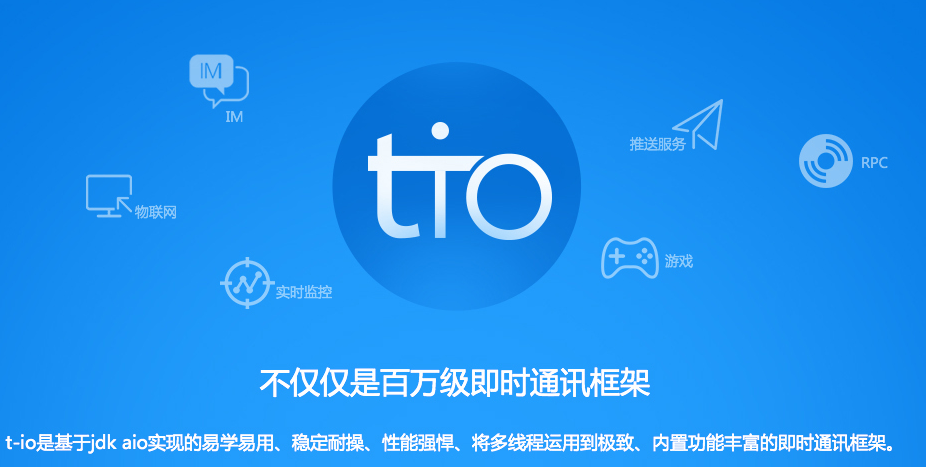 IM
IM
推送服务
RPC
物联网
t-io
游戏
实时监控
不仅仅是百万级即时通讯框架
t-io是基于jdk aio实现的易学易用、稳定耐操、性能强悍、将多线程运用到极致、内置功能丰富的即时通讯框架。